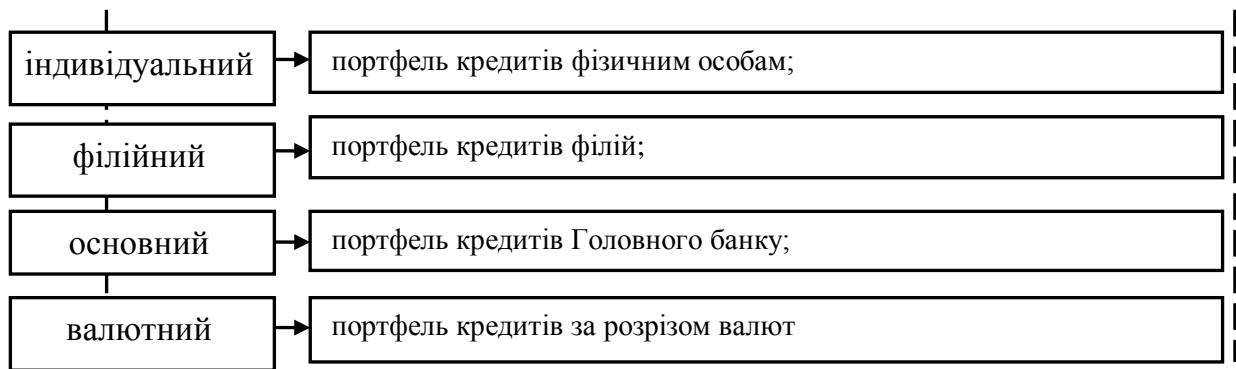 індивідуальний портфель кредитів фізичним особам;
філійний портфель кредитів філій;
основний портфель кредитів Головного банку;
валютний портфель кредитів за розрізом валют